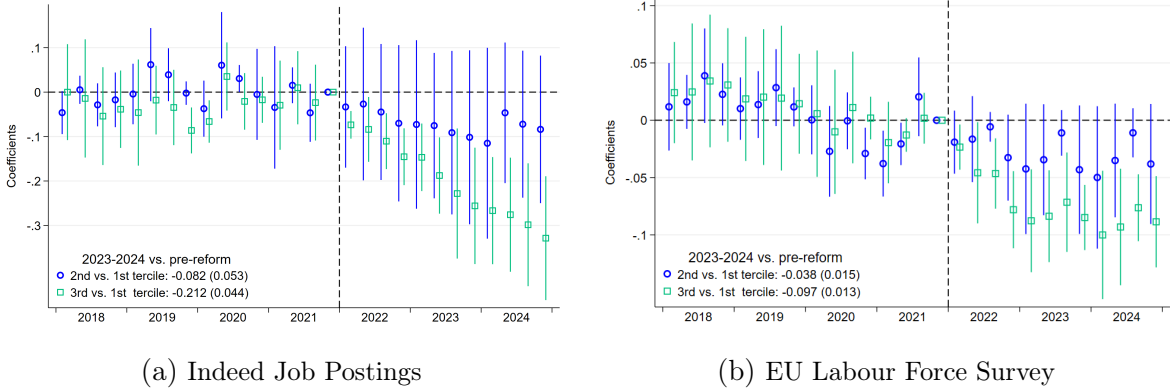 Coefficients
.1
0
-.1
-.2
-.3
2023-2024 vs. pre-reform
2nd vs. 1st tercile: -0.082 (0.053)
3rd vs. 1st tercile: -0.212 (0.044)
2018 2019 2020 2021 2022 2023 2024
(a) Indeed Job Postings
Coefficients
.1
.05
0
-.05
-.1
2023-2024 vs. pre-reform
2nd vs. 1st tercile: -0.038 (0.015)
3rd vs. 1st tercile: -0.097 (0.013)
2018 2019 2020 2021 2022 2023 2024
(b) EU Labour Force Survey